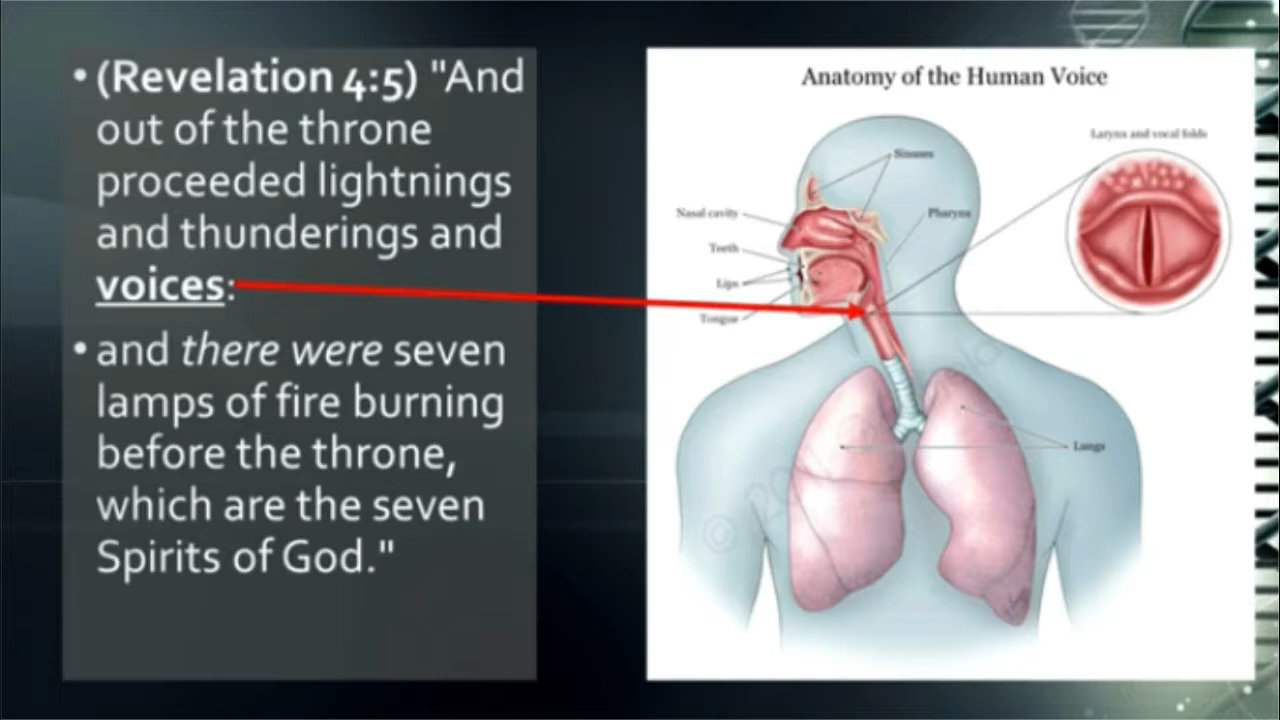 • (Revelation 4:5) "And
out of the throne
proceeded lightnings
and thunderings and
voices:
• and there were seven
lamps of fire burning
before the throne,
which are the seven
Spirits of God."
Anatomy of the Human Voice
Larynx and vocal folds
Sinuses
Nasal cavity
Pharynx
Teeth
Lips
Tongue
Lungs